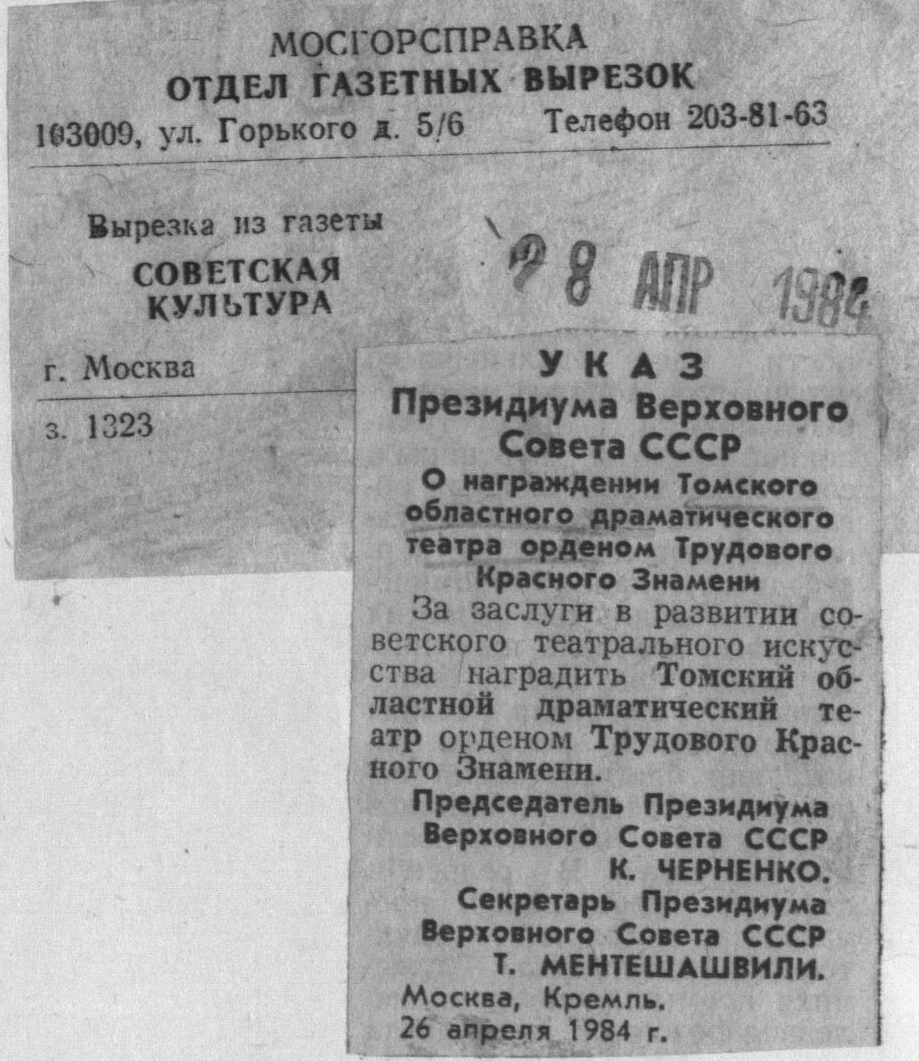 МОСГОРСПРАВКА
ОТДЕЛ ГАЗЕТНЫХ ВЫРЕЗОК
103009, ул. Горького д. 5/6 Телефон 203-81-63
Вырезка из газеты
СОВЕТСКАЯ
КУЛЬТУРА
28 АПР 1984
г. Москва
з. 1323
УКАЗ
Президиума Верховного
Совета СССР
О награждении Томского
областного драматического
театра орденом Трудового
Красного Знамени
За заслуги в развитии со-
ветского театрального искус-
ства наградить Томский об-
ластной драматический те-
атр орденом Трудового Крас-
ного Знамени.
Председатель Президиума
Верховного Совета СССР
К. ЧЕРНЕНКО.
Секретарь Президиума
Верховного Совета СССР
Т. МЕНТЕШАШВИЛИ.
Москва, Кремль.
26 апреля 1984 г.